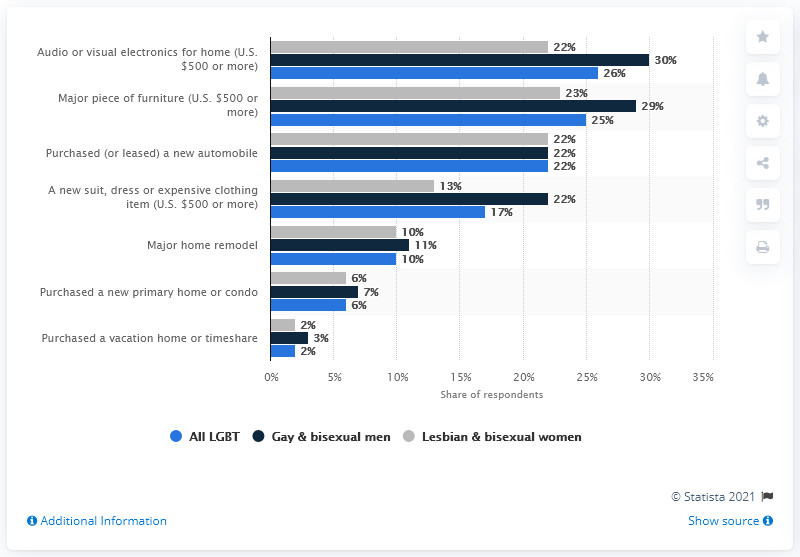 Audio or visual electronics for home (U.S.
$500 or more)
22%
30%
26%
Major piece of furniture (U.S. $500 or
more)
23%
29%
25%
Purchased (or leased) a new automobile
22%
22%
22%
A new suit, dress or expensive clothing
item (U.S. $500 or more)
13%
22%
17%
Major home remodel
10%
11%
10%
Purchased a new primary home or condo
6%
7%
6%
Purchased a vacation home or timeshare
2%
3%
2%
0% 5% 10% 15% 20% 25% 30% 35%
Share of respondents
All LGBT Gay & bisexual men Lesbian & bisexual women
© Statista 2021
Additional Information Show source